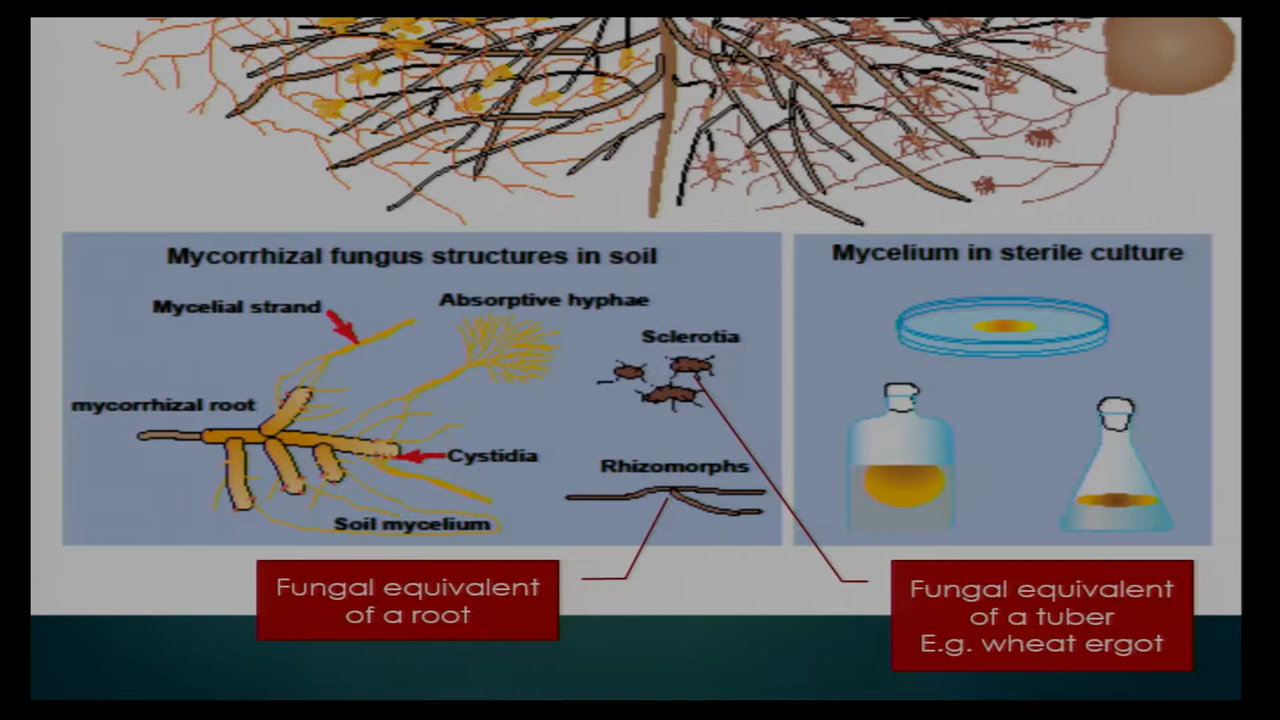 Mycorrhizal fungus structures in soil
Mycelial strand
Absorptive hyphae
Sclerotia
mycorrhizal root
Cystidia
Rhizomorphs
Soil mycelium
Mycelium in sterile culture
Fungal equivalent
of a root
Fungal equivalent
of a tuber
E.g. wheat ergot